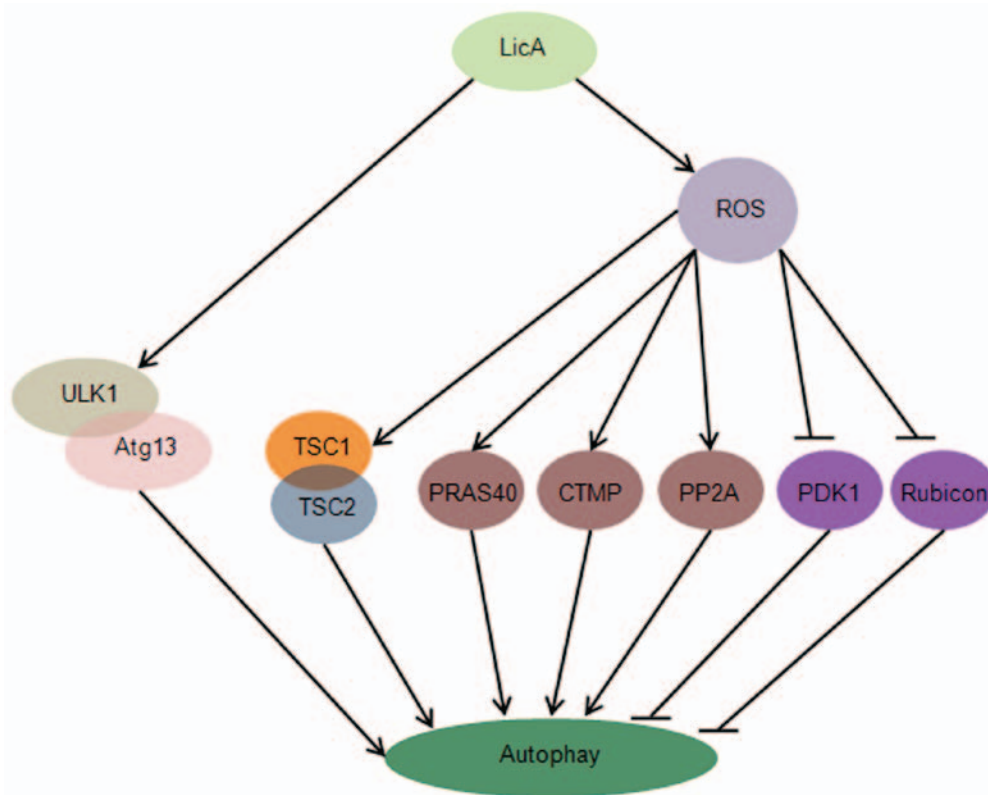 LicA
ROS
ULK1
Atg13
TSC1
TSC2
PRAS40
CTMP
PP2A
PDK1
Rubicon
Autophay